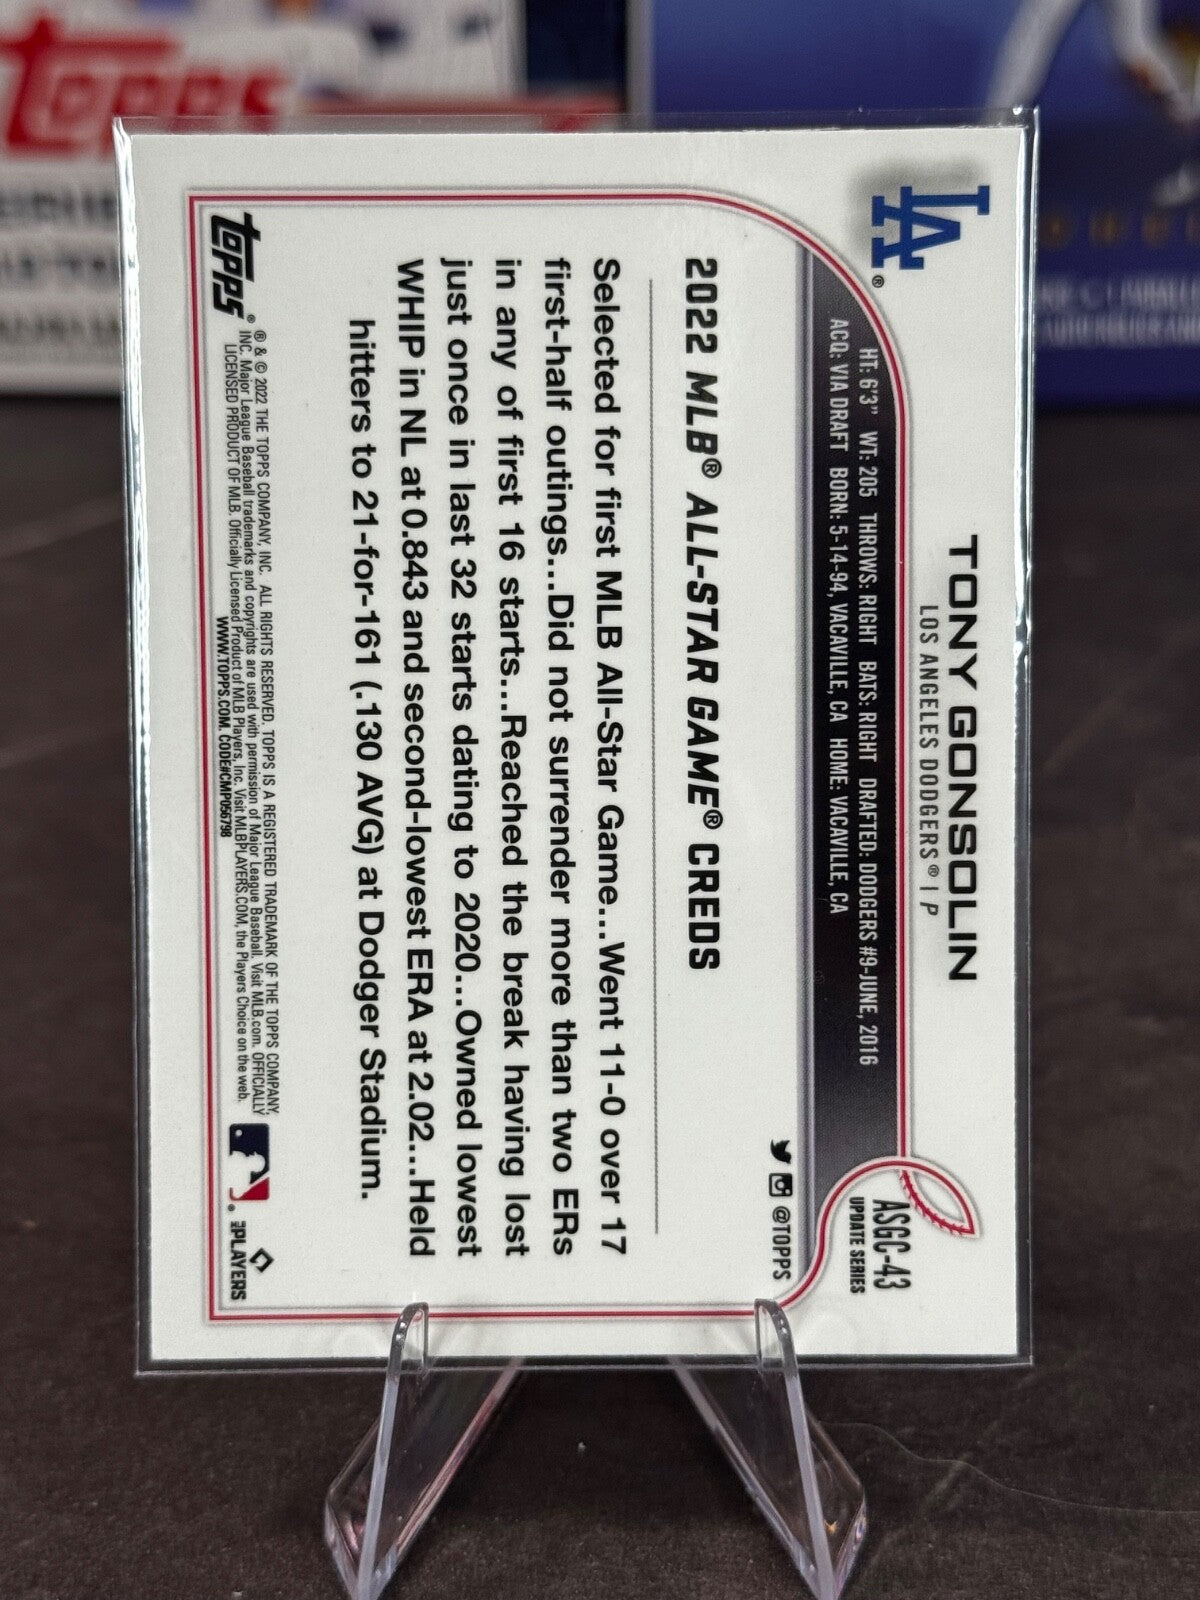 TOPPS
LA®
TONY GONSOLIN
LOS ANGELES DODGERS® | P
ASGC-43
UPDATE SERIES
HT: 6'3" WT: 205 THROWS: RIGHT BATS: RIGHT DRAFTED: DODGERS #9-JUNE, 2016
ACQ: VIA DRAFT BORN: 5-14-94, VACAVILLE, CA HOME: VACAVILLE, CA
@TOPPS
2022 MLB® ALL-STAR GAME® CREDS
Selected for first MLB All-Star Game...Went 11-0 over 17
first-half outings...Did not surrender more than two ERs
in any of first 16 starts...Reached the break having lost
just once in last 32 starts dating to 2020...Owned lowest
WHIP in NL at 0.843 and second-lowest ERA at 2.02...Held
hitters to 21-for-161 (.130 AVG) at Dodger Stadium.
topps®
® & © 2022 THE TOPPS COMPANY, INC. ALL RIGHTS RESERVED. TOPPS IS A REGISTERED TRADEMARK OF THE TOPPS COMPANY,
INC. Major League Baseball trademarks and copyrights are used with permission of Major League Baseball. Visit MLB.com. OFFICIALLY
LICENSED PRODUCT OF MLB. Officially Licensed Product of MLB Players, Inc. Visit MLBPLAYERS.COM, the Players Choice on the web.
WWW.TOPPS.COM. CODE#CMP056798
PLAYERS